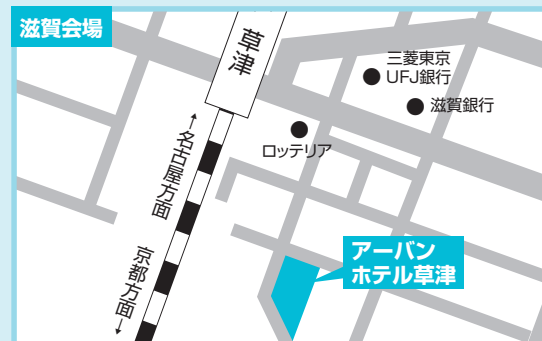 滋賀会場
草津
三菱東京
UFJ銀行
滋賀銀行
ロッテリア
←名古屋方面
京都方面→
アーバン
ホテル草津